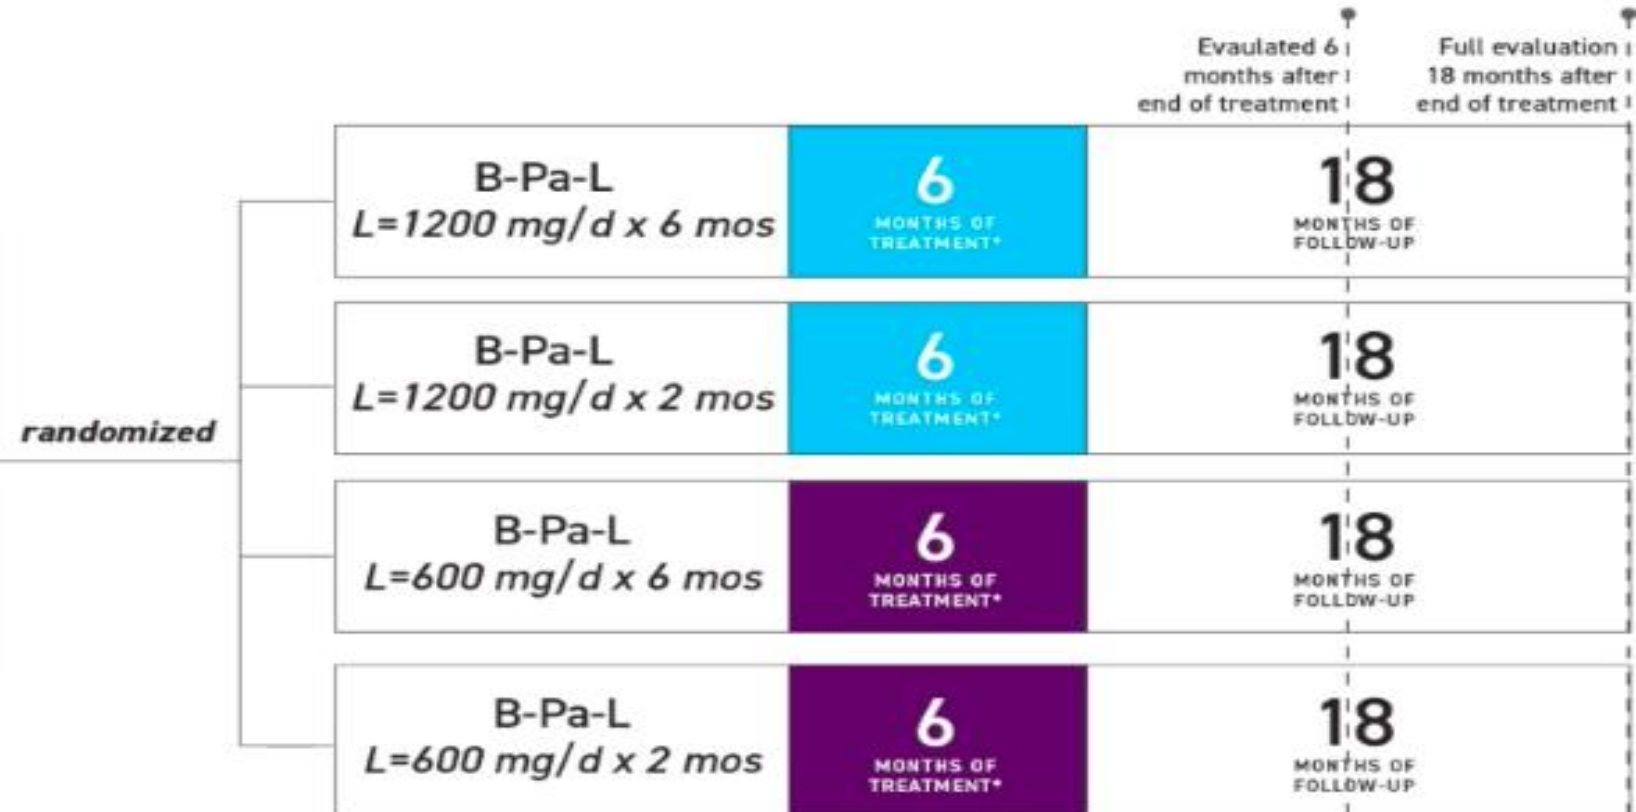 Evaulated 6
months after
end of treatment
Full evaluation
18 months after
end of treatment
randomized
B-Pa-L
L=1200 mg/d x 6 mos
6
MONTHS OF
TREATMENT*
18
MONTHS OF
FOLLOW-UP
B-Pa-L
L=1200 mg/d x 2 mos
6
MONTHS OF
TREATMENT*
18
MONTHS OF
FOLLOW-UP
B-Pa-L
L=600 mg/d x 6 mos
6
MONTHS OF
TREATMENT*
18
MONTHS OF
FOLLOW-UP
B-Pa-L
L=600 mg/d x 2 mos
6
MONTHS OF
TREATMENT*
18
MONTHS OF
FOLLOW-UP